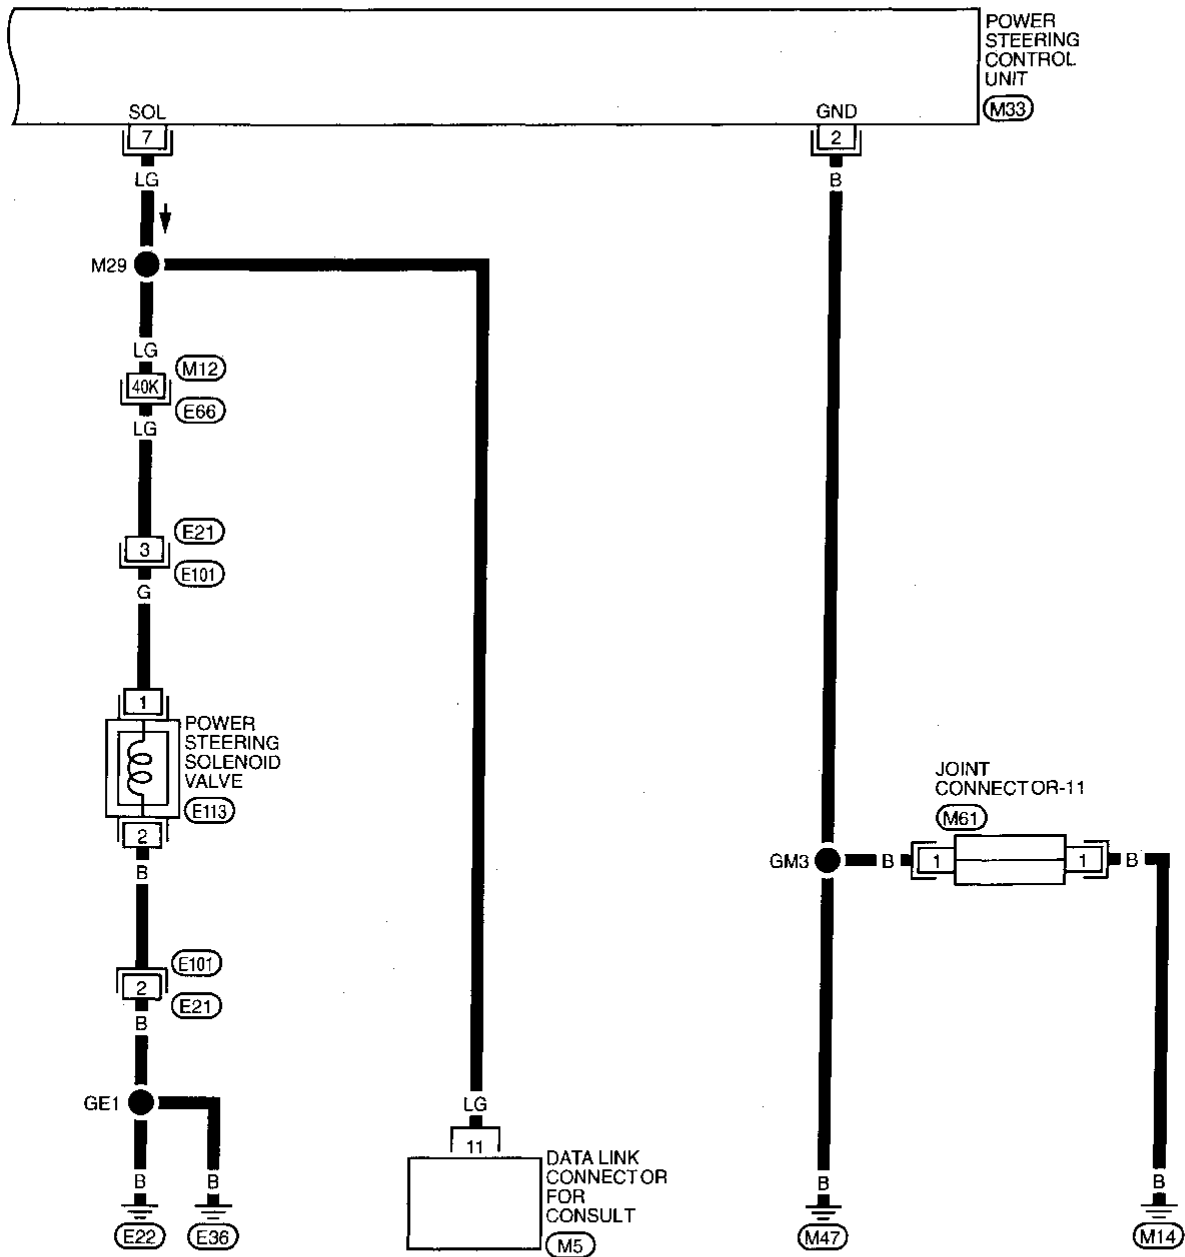 POWER
STEERING
CONTROL
UNIT
M33
SOL
GND
7
2
LG
B
M29
LG
M12
40K
E66
LG
E21
3
E101
G
1
POWER
STEERING
SOLENOID
VALVE
E113
2
B
JOINT
CONNECTOR-11
M61
GM3
B
1
1
B
E101
2
E21
B
GE1
LG
11
DATA LINK
CONNECTOR
FOR
CONSULT
M5
B
B
B
B
E22
E36
M47
M14